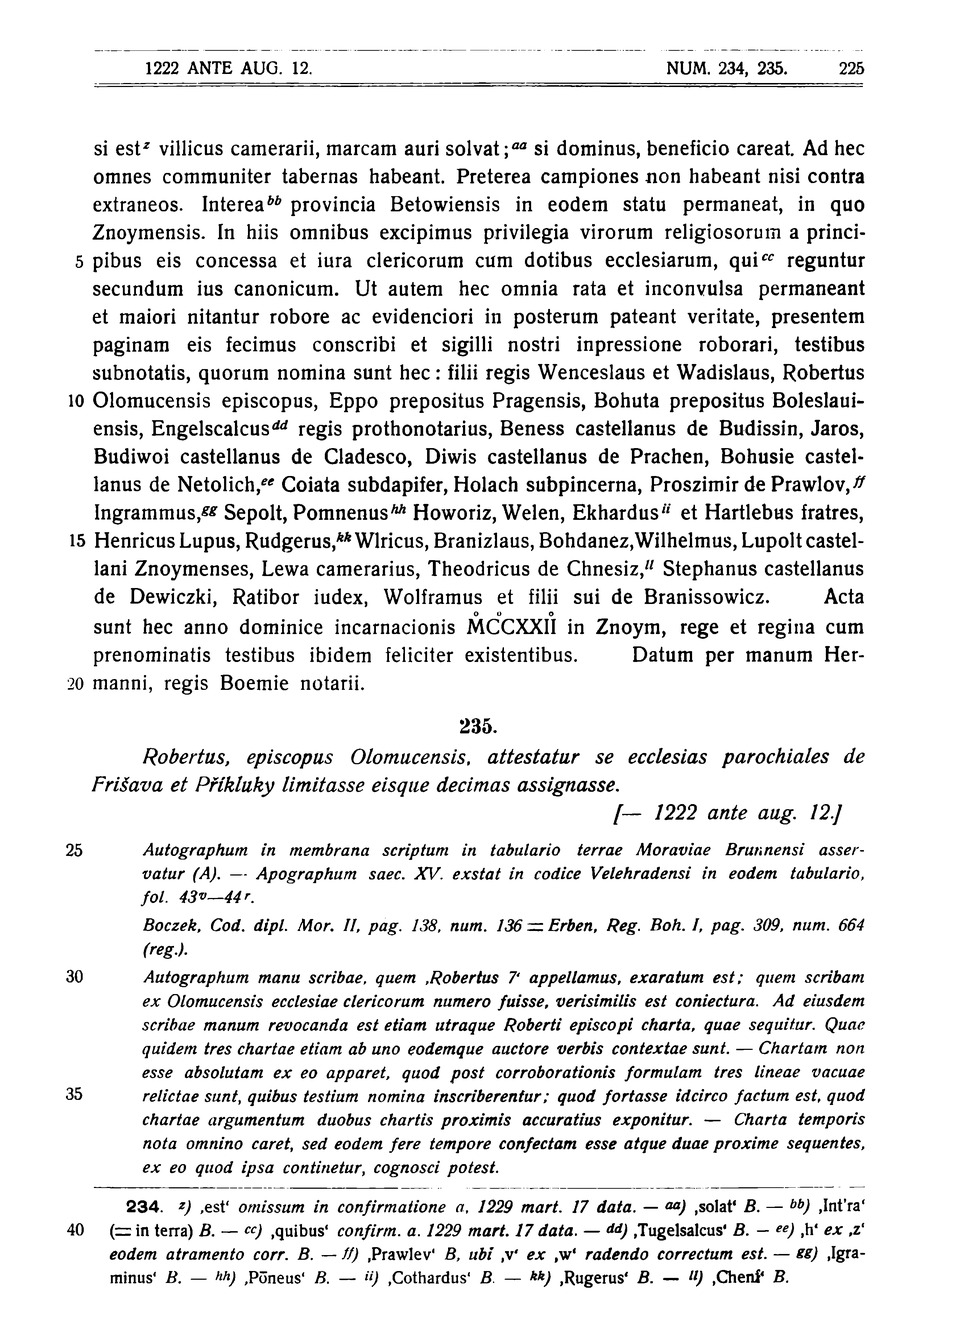 1222 ANTE AUG. 12. NUM. 234, 235. 225
si est z villicus camerarii, marcam auri solvat; aa si dominus, beneficio careat. Ad hec
omnes communiter tabernas habeant. Preterea campiones non habeant nisi contra
extraneos. Interea bb provincia Betowiensis in eodem statu permaneat, in quo
Znoymensis. In hiis omnibus excipimus privilegia virorum religiosorum a princi-
5 pibus eis concessa et iura clericorum cum dotibus ecclesiarum, qui cc reguntur
secundum ius canonicum. Ut autem hec omnia rata et inconvulsa permaneant
et maiori nitantur robore ac evidenciori in posterum pateant veritate, presentem
paginam eis fecimus conscribi et sigilli nostri inpressione roborari, testibus
subnotatis, quorum nomina sunt hec: filii regis Wenceslaus et Wadislaus, Robertus
10 Olomucensis episcopus, Eppo prepositus Pragensis, Bohuta prepositus Boleslaui-
ensis, Engelscalcus dd regis prothonotarius, Beness castellanus de Budissin, Jaros,
Budiwoi castellanus de Cladesco, Diwis castellanus de Prachen, Bohusie castel-
lanus de Netolich, ee Coiata subdapifer, Holach subpincerna, Proszimir de Prawlov, ff
Ingrammus, gg Sepolt, Pomnenus hh Howoriz, Welen, Ekhardus ii et Hartlebus fratres,
15 Henricus Lupus, Rudgerus, kk Wlricus, Branizlaus, Bohdanez, Wilhelmus, Lupolt castel-
lani Znoymenses, Lewa camerarius, Theodricus de Chnesiz, ll Stephanus castellanus
de Dewiczki, Ratibor iudex, Wolframus et filii sui de Branissowicz. Acta
sunt hec anno dominice incarnacionis M̊CC̊XXII̊ in Znoym, rege et regina cum
prenominatis testibus ibidem feliciter existentibus. Datum per manum Her-
20 manni, regis Boemie notarii.
235.
Robertus, episcopus Olomucensis, attestatur se ecclesias parochiales de
Frišava et Příkluky limitasse eisque decimas assignasse.
[— 1222 ante aug. 12.]
25 Autographum in membrana scriptum in tabulario terrae Moraviae Brunnensi asser-
vatur (A). — Apographum saec. XV. exstat in codice Velehradensi in eodem tabulario,
fol. 43v—44r.
Boczek, Cod. dipl. Mor. II, pag. 138, num. 136 = Erben, Reg. Boh. I, pag. 309, num. 664
(reg.).
30 Autographum manu scribae, quem ‚Robertus 7‘ appellamus, exaratum est; quem scribam
ex Olomucensis ecclesiae clericorum numero fuisse, verisimilis est coniectura. Ad eiusdem
scribae manum revocanda est etiam utraque Roberti episcopi charta, quae sequitur. Quae
quidem tres chartae etiam ab uno eodemque auctore verbis contextae sunt. — Chartam non
esse absolutam ex eo apparet, quod post corroborationis formulam tres lineae vacuae
35 relictae sunt, quibus testium nomina inscriberentur; quod fortasse idcirco factum est, quod
chartae argumentum duobus chartis proximis accuratius exponitur. — Charta temporis
nota omnino caret, sed eodem fere tempore confectam esse atque duae proxime sequentes,
ex eo quod ipsa continetur, cognosci potest.
234. z) ‚est‘ omissum in confirmatione a. 1229 mart. 17 data. — aa) ‚solat‘ B. — bb) ‚Int'ra‘
40 (= in terra) B. — cc) ‚quibus‘ confirm. a. 1229 mart. 17 data. — dd) ‚Tugelsalcus‘ B. — ee) ‚h‘ ex ‚z‘
eodem atramento corr. B. — ff) ‚Prawlev‘ B, ubi ‚v‘ ex ‚w‘ radendo correctum est. — gg) ‚Igra-
minus‘ B. — hh) ‚Pōneus‘ B. — ii) ‚Cothardus‘ B. — kk) ‚Rugerus‘ B. — ll) ‚Chenſ‘ B.